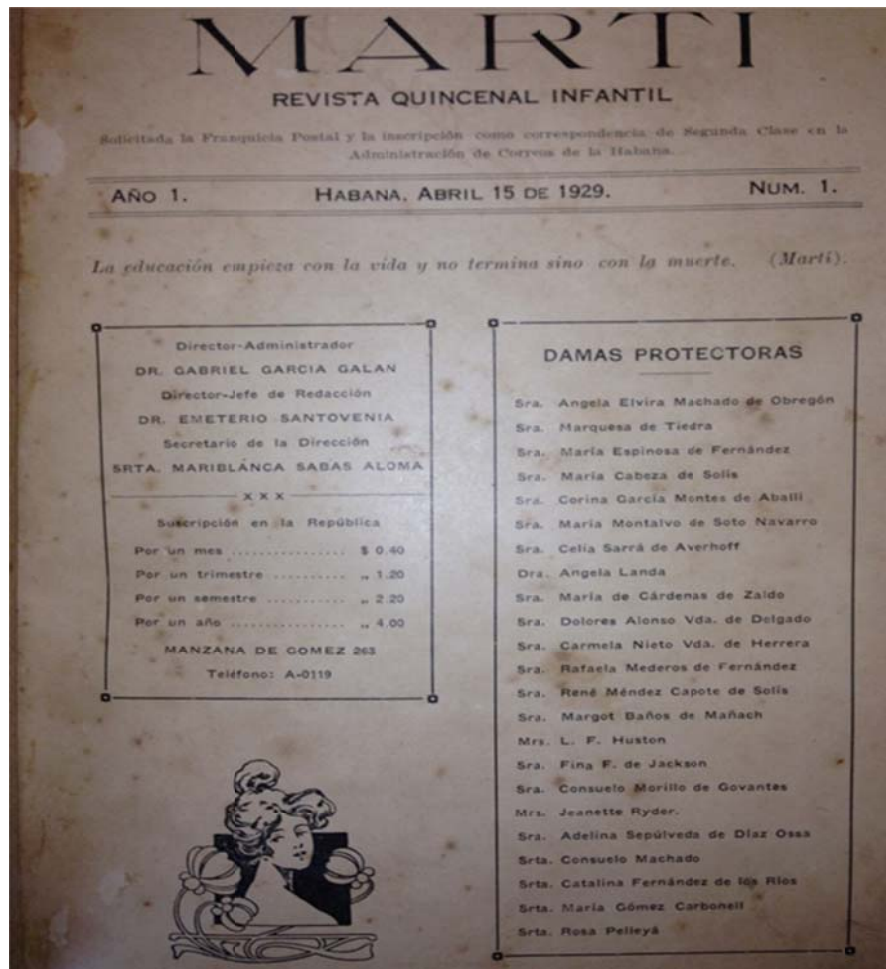 MARTI
REVISTA QUINCENAL INFANTIL
Solicitada la Franquicia Postal y la inscripción como correspondencia de Segunda Clase en la
Administración de Correos de la Habana.
AÑO 1.
HABANA, ABRIL 15 DE 1929.
NUM. 1.
La educación empieza con la vida y no termina sino con la muerte. (Martí).
Director-Administrador
DR. GABRIEL GARCIA GALAN
Director-Jefe de Redacción
DR. EMETERIO SANTOVENIA
Secretario de la Dirección
SRTA. MARIBLANCA SABAS ALOMA
X X X
Suscripción en la República
Por un mes ............... $ 0.40
Por un trimestre .......... „ 1.20
Por un semestre .......... „ 2.20
Por un año ............... „ 4.00
MANZANA DE GOMEZ 263
Teléfono: A-0119
DAMAS PROTECTORAS
Sra. Angela Elvira Machado de Obregón
Sra. Marquesa de Tiedra
Sra. María Espinosa de Fernández
Sra. María Cabeza de Solís
Sra. Corina García Montes de Aballí
Sra. María Montalvo de Soto Navarro
Sra. Celia Sarrá de Averhoff
Dra. Angela Landa
Sra. María de Cárdenas de Zaldo
Sra. Dolores Alonso Vda. de Delgado
Sra. Carmela Nieto Vda. de Herrera
Sra. Rafaela Mederos de Fernández
Sra. René Méndez Capote de Solís
Sra. Margot Baños de Mañach
Mrs. L. F. Huston
Sra. Fina F. de Jackson
Sra. Consuelo Morillo de Govantes
Mrs. Jeanette Ryder.
Sra. Adelina Sepúlveda de Díaz Ossa
Srta. Consuelo Machado
Srta. Catalina Fernández de los Ríos
Srta. María Gómez Carbonell
Srta. Rosa Pelleyá